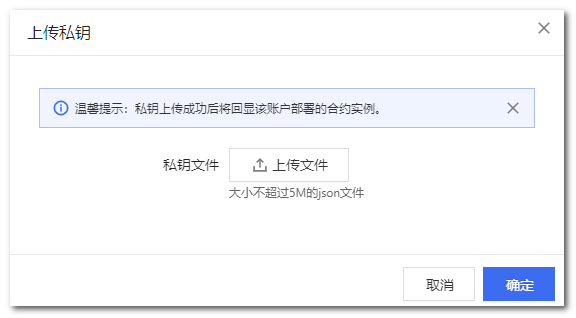 上传私钥
温馨提示：私钥上传成功后将回显该账户部署的合约实例。
私钥文件 上传文件
大小不超过5M的json文件
取消 确定